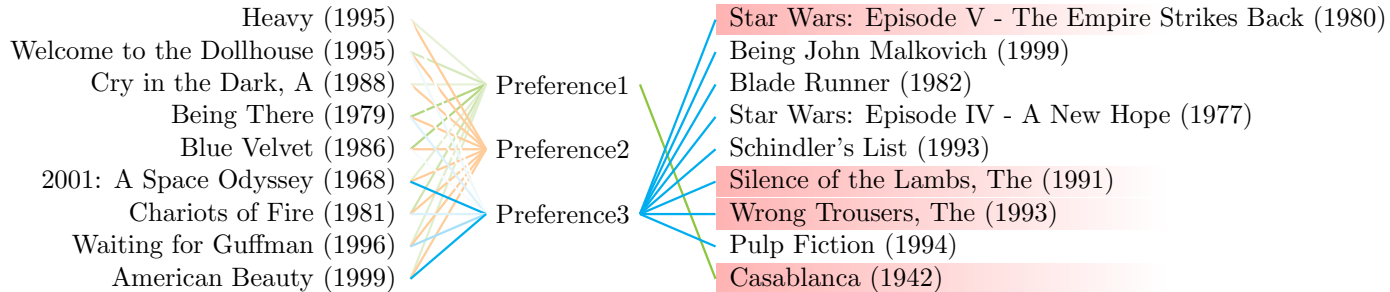 Heavy (1995)
Welcome to the Dollhouse (1995)
Cry in the Dark, A (1988)
Being There (1979)
Blue Velvet (1986)
2001: A Space Odyssey (1968)
Chariots of Fire (1981)
Waiting for Guffman (1996)
American Beauty (1999)
Preference1
Preference2
Preference3
Star Wars: Episode V - The Empire Strikes Back (1980)
Being John Malkovich (1999)
Blade Runner (1982)
Star Wars: Episode IV - A New Hope (1977)
Schindler's List (1993)
Silence of the Lambs, The (1991)
Wrong Trousers, The (1993)
Pulp Fiction (1994)
Casablanca (1942)